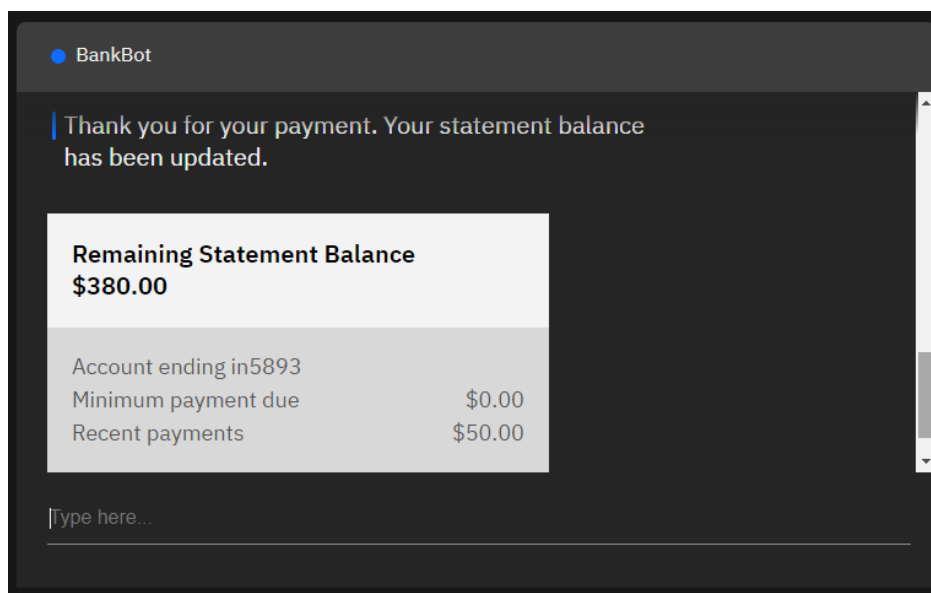 BankBot
Thank you for your payment. Your statement balance
has been updated.
Remaining Statement Balance
$380.00
Account ending in5893
Minimum payment due $0.00
Recent payments $50.00
Type here...